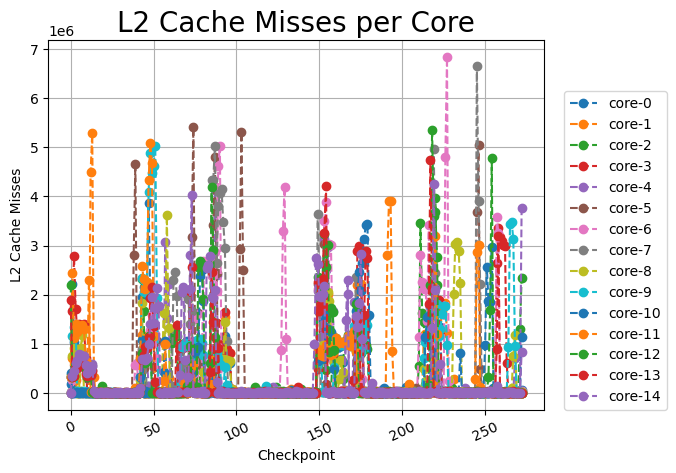 L2 Cache Misses per Core
1e6
7
6
5
4
3
2
1
0
L2 Cache Misses
0
50
100
150
200
250
Checkpoint
core-0
core-1
core-2
core-3
core-4
core-5
core-6
core-7
core-8
core-9
core-10
core-11
core-12
core-13
core-14